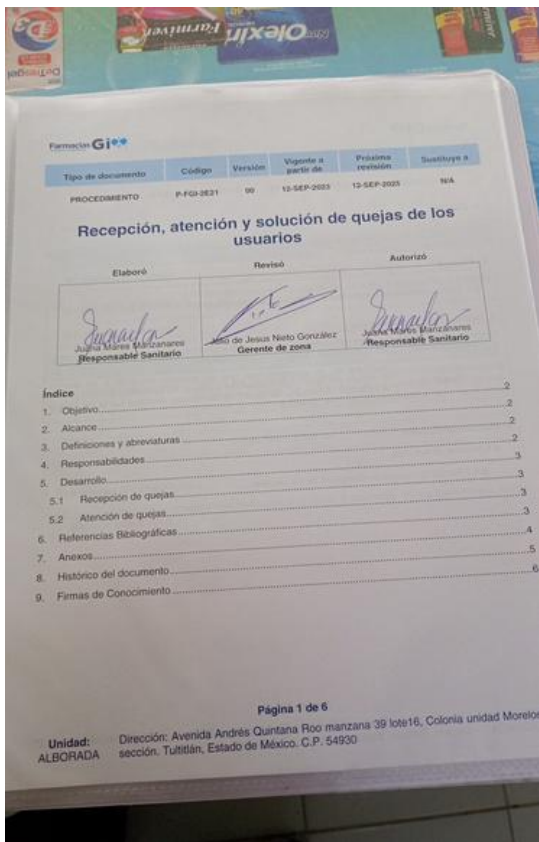 Farmacias Gi
Tipo de documento Código Versión Vigente a partir de Próxima revisión Sustituye a
PROCEDIMIENTO P-FGI-2E21 00 12-SEP-2023 12-SEP-2025 N/A
Recepción, atención y solución de quejas de los
usuarios
Elaboró Revisó Autorizó
Juana Mares Manzanares de Jesus Nieto González Juana Mares Manzanares
Responsable Sanitario Gerente de zona Responsable Sanitario
Índice
1. Objetivo 2
2. Alcance 2
3. Definiciones y abreviaturas 2
4. Responsabilidades 2
5. Desarrollo 3
5.1 Recepción de quejas 3
5.2 Atención de quejas 3
6. Referencias Bibliográficas 3
7. Anexos 4
8. Histórico del documento 5
9. Firmas de Conocimiento 6
Página 1 de 6
Unidad: Dirección: Avenida Andrés Quintana Roo manzana 39 lote16, Colonia unidad Morelos
ALBORADA sección. Tultitlán, Estado de México. C.P. 54930
Farmiver
Olexin
D3